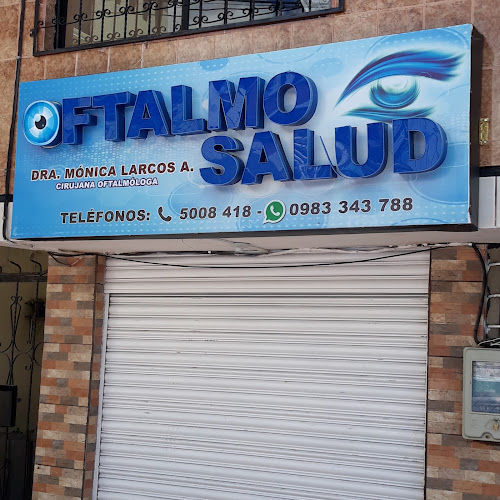 OFTALMO
SALUD
DRA. MÓNICA LARCOS A.
CIRUJANA OFTALMÓLOGA
TELÉFONOS: 5008 418 - 0983 343 788